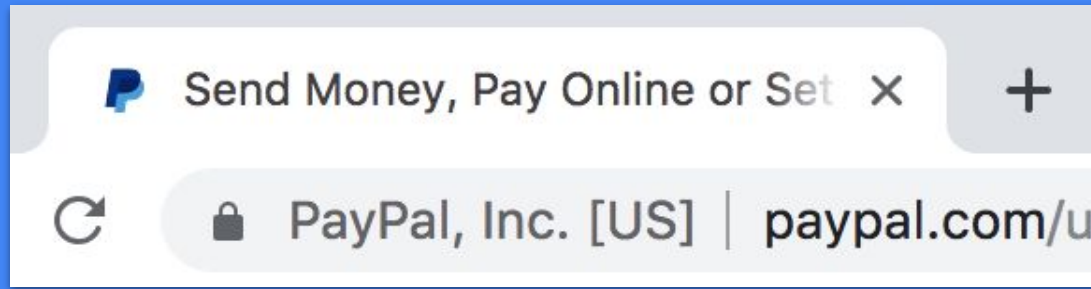 Send Money, Pay Online or Set
PayPal, Inc. [US] | paypal.com/u